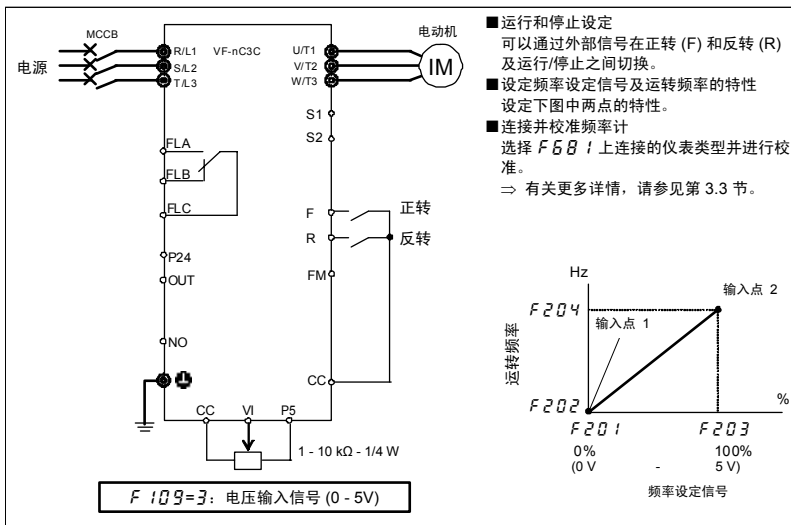 MCCB
电源
R/L1
S/L2
T/L3
VF-nC3C
U/T1
V/T2
W/T3
电动机
IM
S1
S2
FLA
FLB
FLC
F
正转
R
反转
P24
OUT
FM
NO
CC
CC VI P5
1 - 10 kΩ - 1/4 W
F109=3：电压输入信号 (0 - 5V)
■运行和停止设定
可以通过外部信号在正转 (F) 和反转 (R)
及运行/停止之间切换。
■设定频率设定信号及运转频率的特性
设定下图中两点的特性。
■连接并校准频率计
选择 F681 上连接的仪表类型并进行校
准。
⇒ 有关更多详情，请参见第 3.3 节。
Hz
输入点 2
F204
输入点 1
运转频率
F202
%
F201 F203
0% 100%
(0 V - 5 V)
频率设定信号